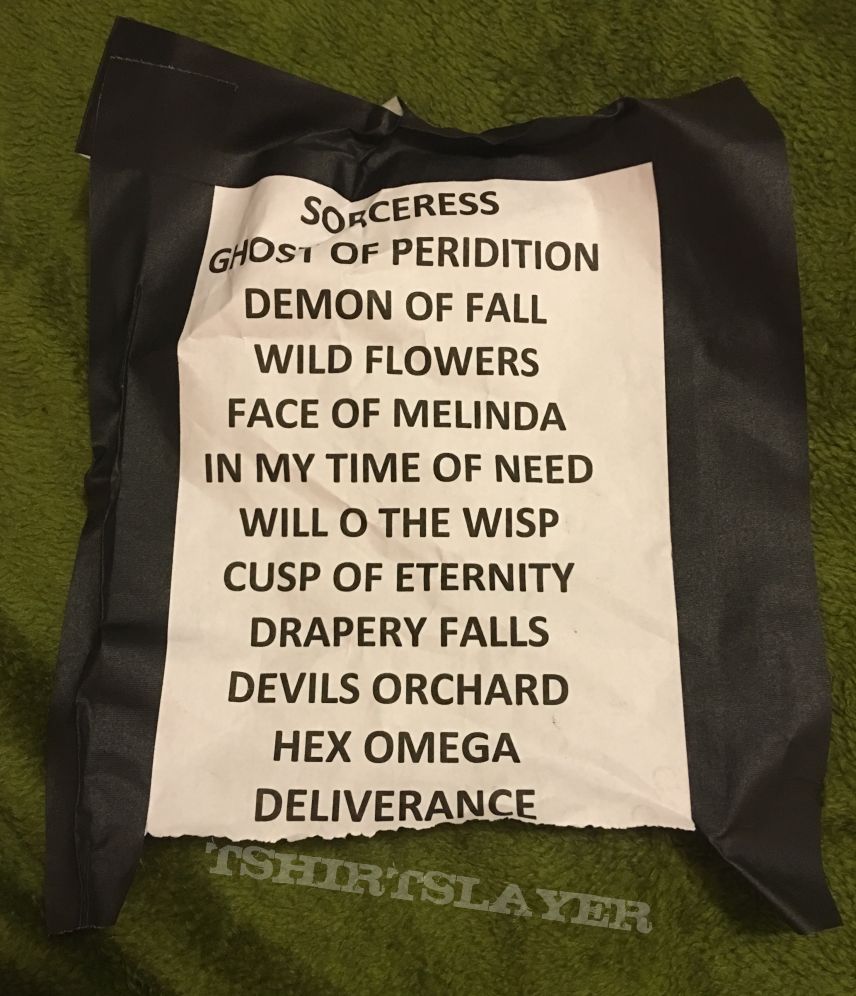 SORCERESS
GHOST OF PERIDITION
DEMON OF FALL
WILD FLOWERS
FACE OF MELINDA
IN MY TIME OF NEED
WILL O THE WISP
CUSP OF ETERNITY
DRAPERY FALLS
DEVILS ORCHARD
HEX OMEGA
DELIVERANCE
TSHIRTSLAYER